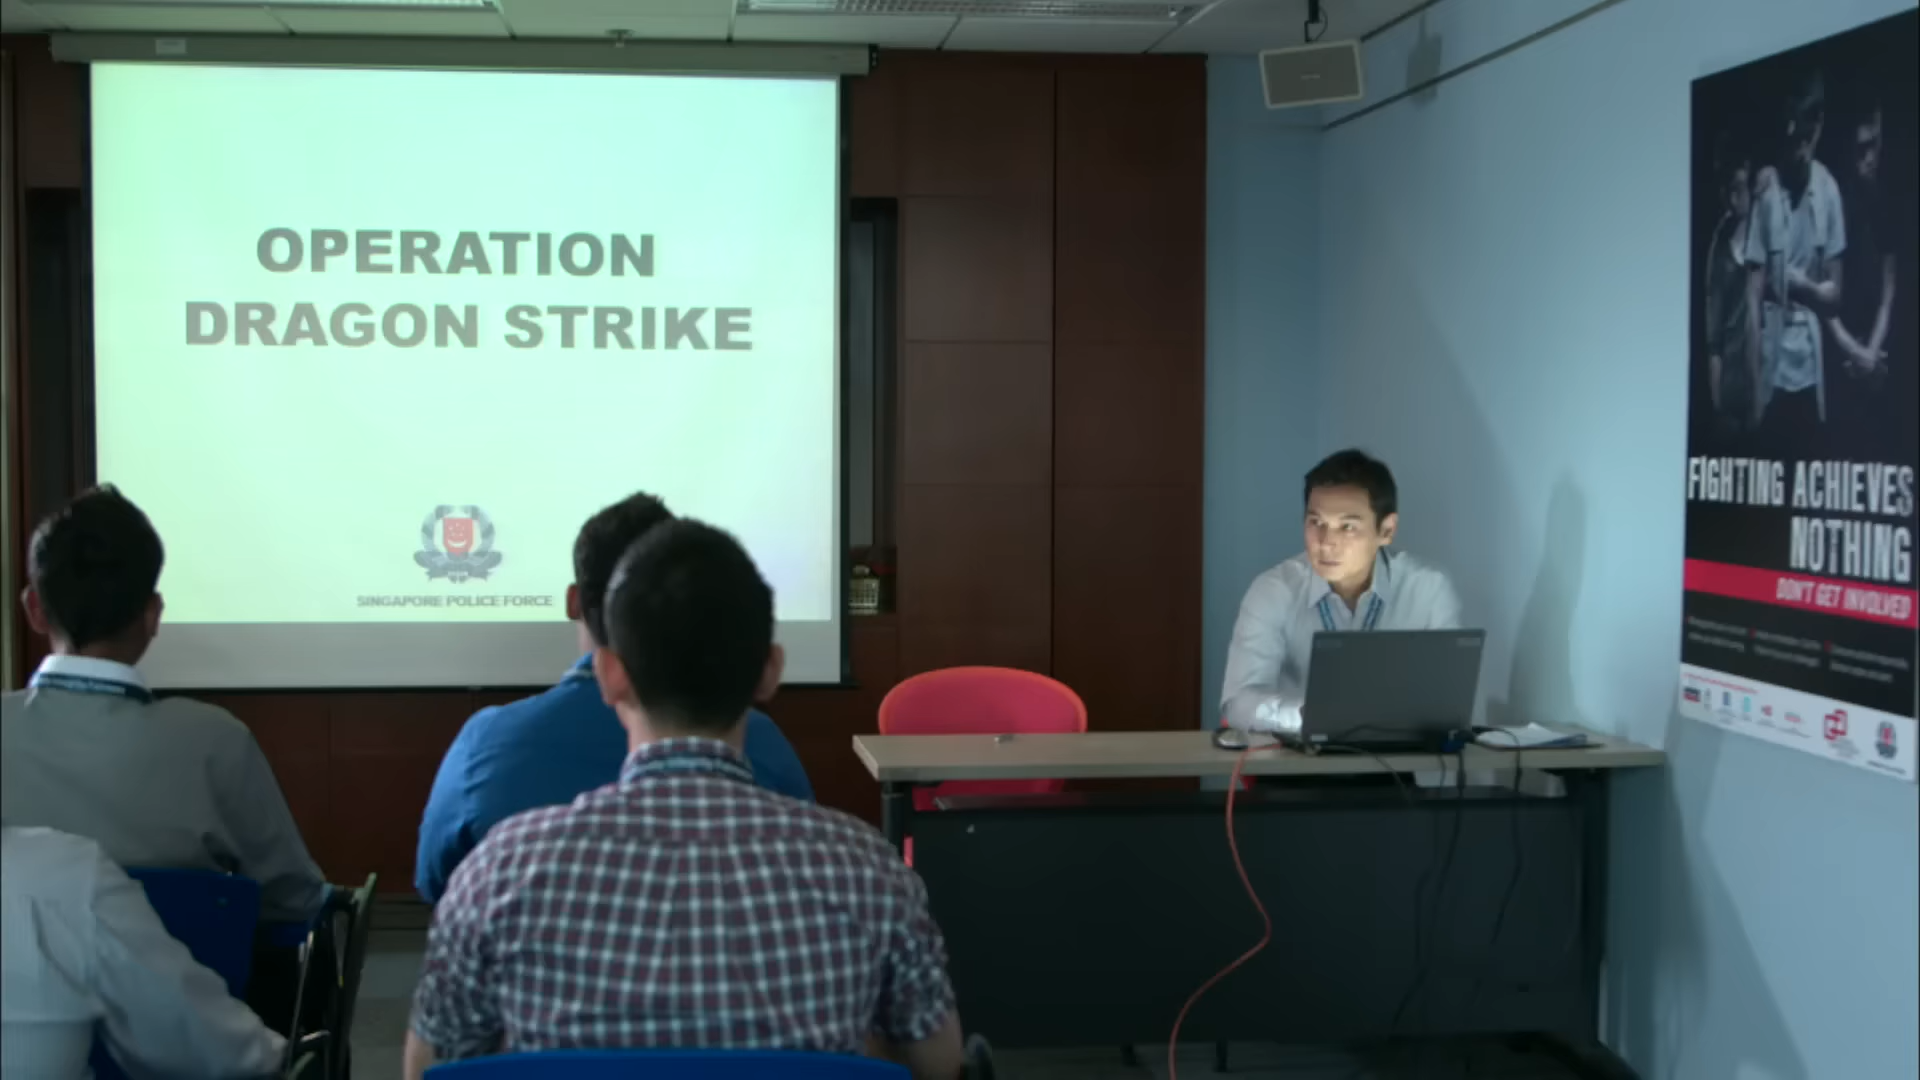 OPERATION
DRAGON STRIKE
SINGAPORE POLICE FORCE
FIGHTING ACHIEVES
NOTHING
DON'T GET INVOLVED